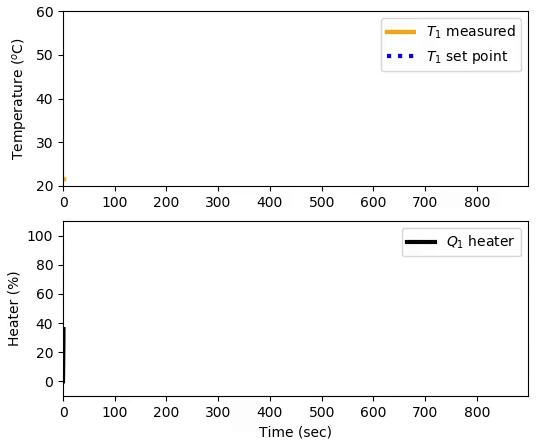 60
50
40
30
20
Temperature (°C)
T₁ measured
T₁ set point
0 100 200 300 400 500 600 700 800
100
80
60
40
20
0
Heater (%)
Q₁ heater
0 100 200 300 400 500 600 700 800
Time (sec)